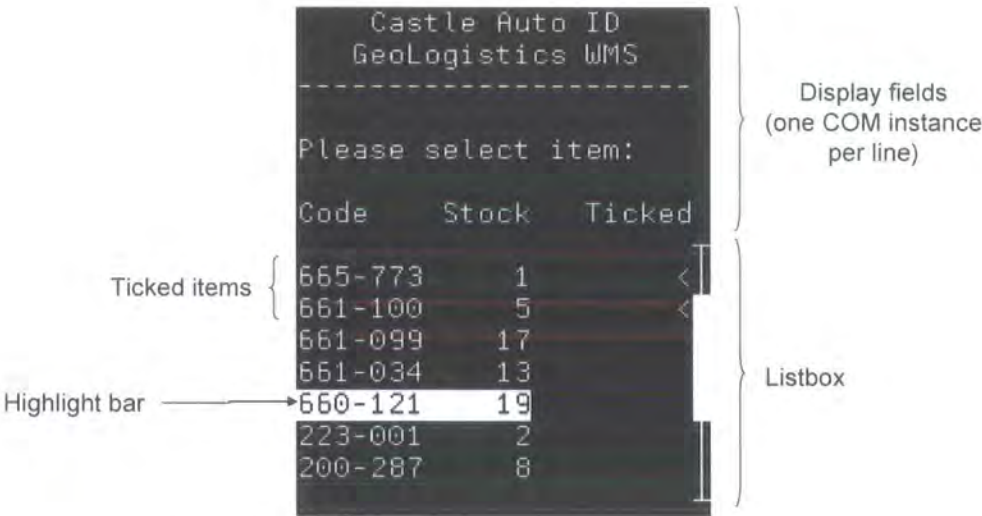 Castle Auto ID
GeoLogistics WMS
-----------------------
Please select item:
Code Stock Ticked
665-773 1 <
661-100 5 <
661-099 17
661-034 13
660-121 19
223-001 2
200-287 8
Ticked items
Highlight bar
Display fields
(one COM instance
per line)
Listbox